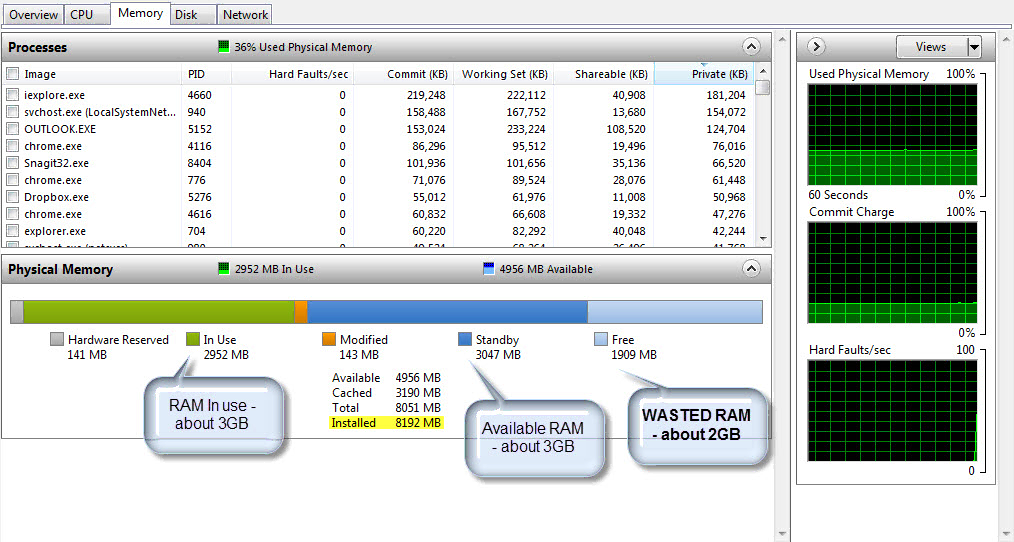 Overview CPU Memory Disk Network
Processes 36% Used Physical Memory
Image PID Hard Faults/sec Commit (KB) Working Set (KB) Shareable (KB) Private (KB)
iexplore.exe 4660 0 219,248 222,112 40,908 181,204
svchost.exe (LocalSystemNet... 940 0 158,488 167,752 13,680 154,072
OUTLOOK.EXE 5152 0 153,024 233,224 108,520 124,704
chrome.exe 4116 0 86,296 95,512 19,496 76,016
Snagit32.exe 8404 0 101,936 101,656 35,136 66,520
chrome.exe 776 0 71,076 89,524 28,076 61,448
Dropbox.exe 5276 0 55,012 61,976 11,008 50,968
chrome.exe 4616 0 60,832 66,608 19,332 47,276
explorer.exe 704 0 60,220 82,292 40,048 42,244
Physical Memory 2952 MB In Use 4956 MB Available
Hardware Reserved
141 MB
In Use
2952 MB
Modified
143 MB
Standby
3047 MB
Free
1909 MB
Available 4956 MB
Cached 3190 MB
Total 8051 MB
Installed 8192 MB
RAM In use -
about 3GB
Available RAM
- about 3GB
WASTED RAM
- about 2GB
Views
Used Physical Memory 100%
60 Seconds 0%
Commit Charge 100%
0%
Hard Faults/sec 100
0